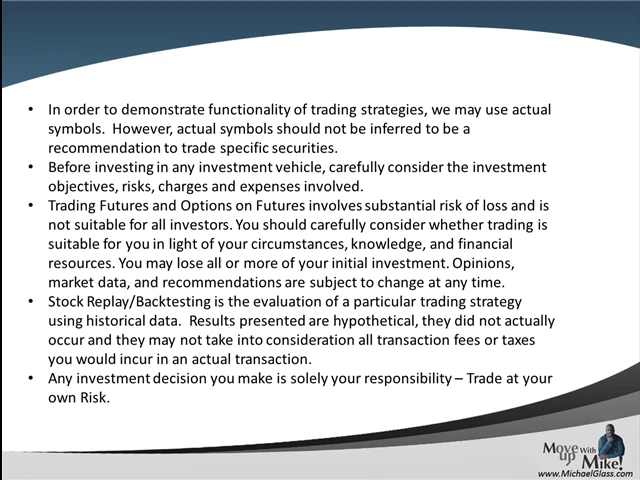 • In order to demonstrate functionality of trading strategies, we may use actual
symbols.  However, actual symbols should not be inferred to be a
recommendation to trade specific securities.
• Before investing in any investment vehicle, carefully consider the investment
objectives, risks, charges and expenses involved.
• Trading Futures and Options on Futures involves substantial risk of loss and is
not suitable for all investors. You should carefully consider whether trading is
suitable for you in light of your circumstances, knowledge, and financial
resources. You may lose all or more of your initial investment. Opinions,
market data, and recommendations are subject to change at any time.
• Stock Replay/Backtesting is the evaluation of a particular trading strategy
using historical data.  Results presented are hypothetical, they did not actually
occur and they may not take into consideration all transaction fees or taxes
you would incur in an actual transaction.
• Any investment decision you make is solely your responsibility – Trade at your
own Risk.
Move up With Mike!
www.MichaelGlass.com